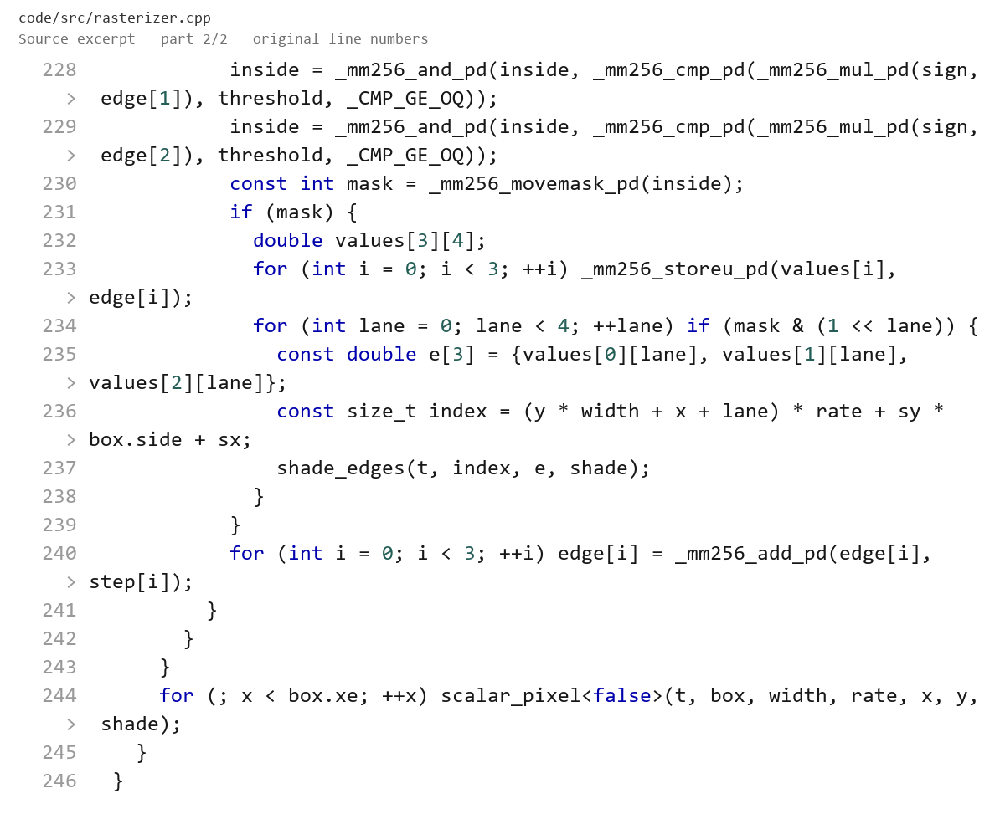 code/src/rasterizer.cpp
Source excerpt   part 2/2   original line numbers
228             inside = _mm256_and_pd(inside, _mm256_cmp_pd(_mm256_mul_pd(sign,
  >  edge[1]), threshold, _CMP_GE_OQ));
229             inside = _mm256_and_pd(inside, _mm256_cmp_pd(_mm256_mul_pd(sign,
  >  edge[2]), threshold, _CMP_GE_OQ));
230             const int mask = _mm256_movemask_pd(inside);
231             if (mask) {
232               double values[3][4];
233               for (int i = 0; i < 3; ++i) _mm256_storeu_pd(values[i],
  > edge[i]);
234               for (int lane = 0; lane < 4; ++lane) if (mask & (1 << lane)) {
235                 const double e[3] = {values[0][lane], values[1][lane],
  > values[2][lane]};
236                 const size_t index = (y * width + x + lane) * rate + sy *
  > box.side + sx;
237                 shade_edges(t, index, e, shade);
238               }
239             }
240             for (int i = 0; i < 3; ++i) edge[i] = _mm256_add_pd(edge[i],
  > step[i]);
241           }
242         }
243       }
244       for (; x < box.xe; ++x) scalar_pixel<false>(t, box, width, rate, x, y,
  >  shade);
245     }
246   }